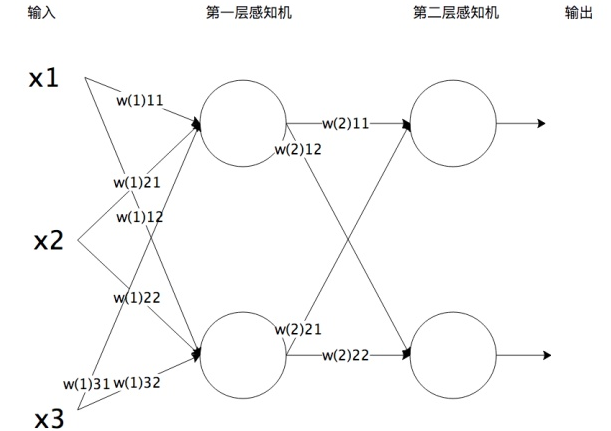 输入 第一层感知机 第二层感知机 输出
x1
w(1)11
w(2)11
w(2)12
w(1)21
w(1)12
x2
w(1)22
w(2)21
w(2)22
w(1)31 w(1)32
x3